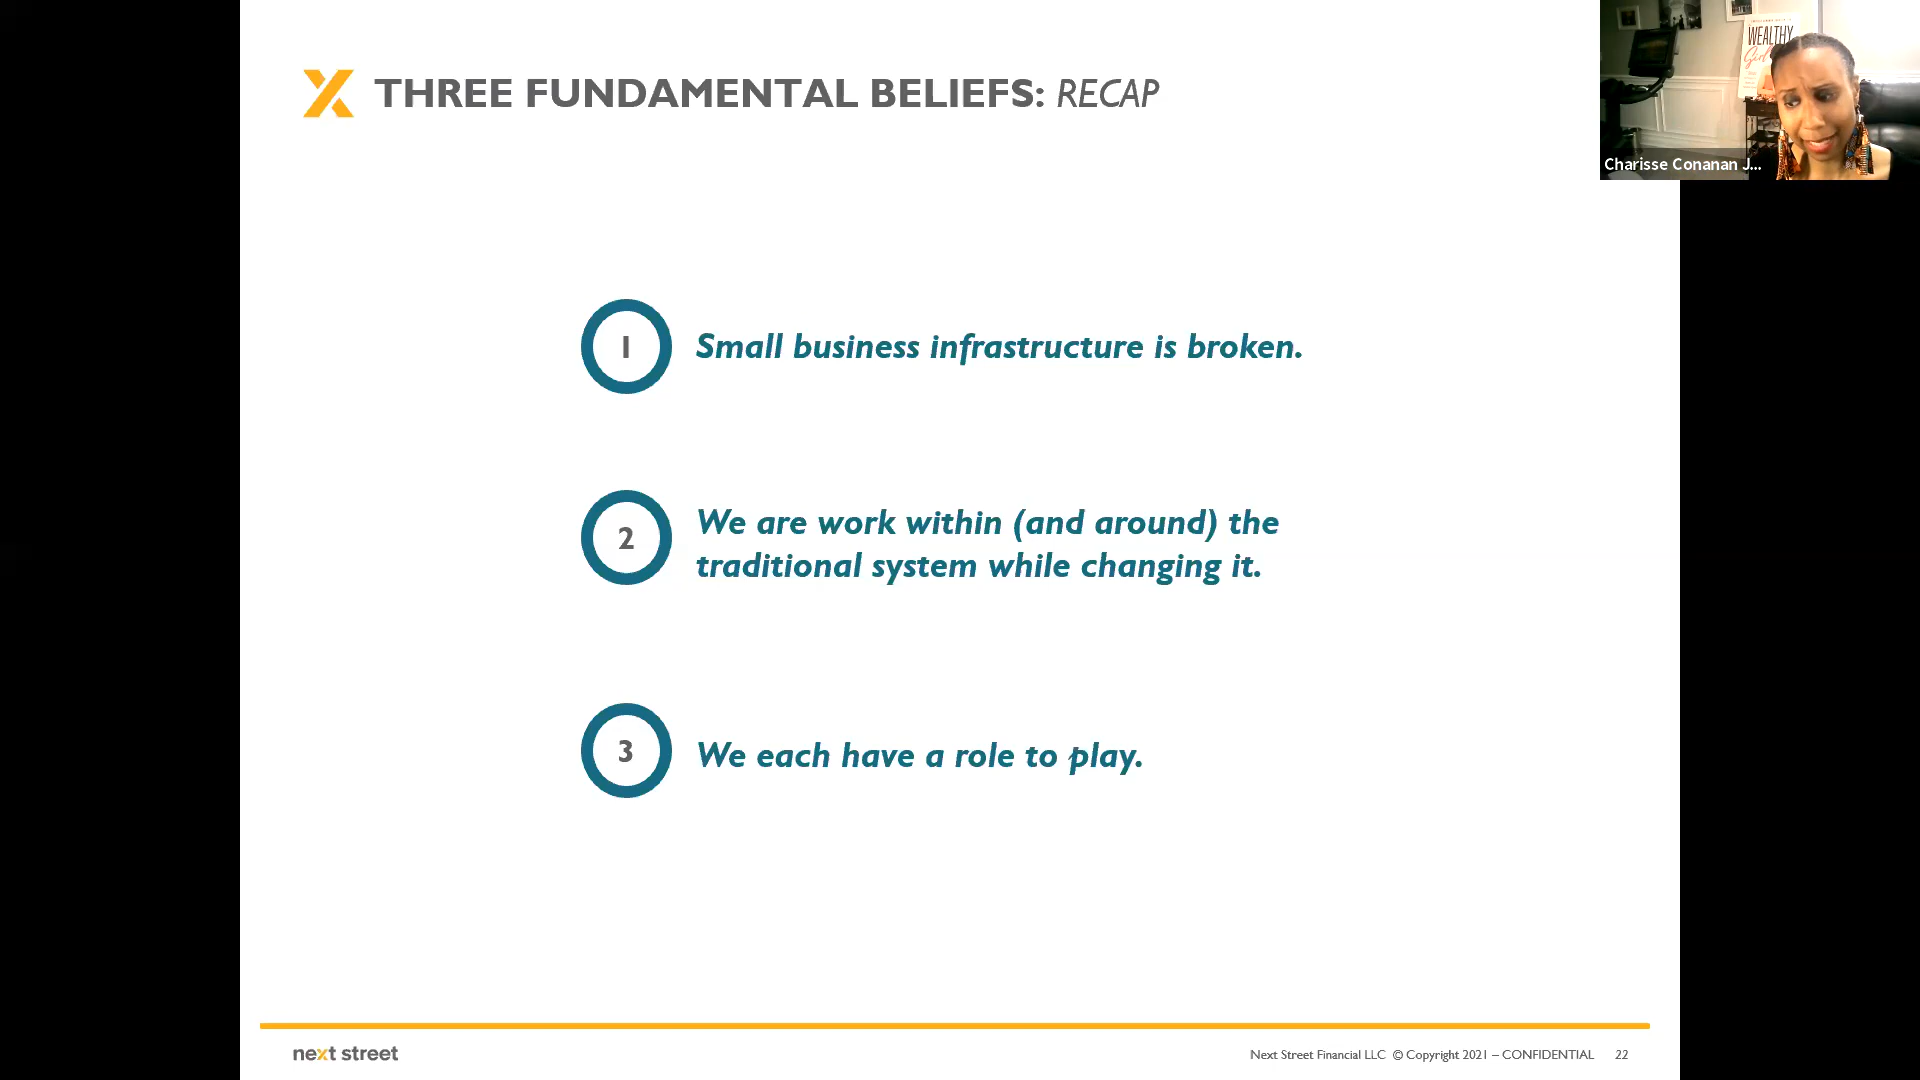 THREE FUNDAMENTAL BELIEFS: RECAP
WEALTHY
Girl
Charisse Conanan J...
1
Small business infrastructure is broken.
2
We are work within (and around) the
traditional system while changing it.
3
We each have a role to play.
next street
Next Street Financial LLC © Copyright 2021 – CONFIDENTIAL 22